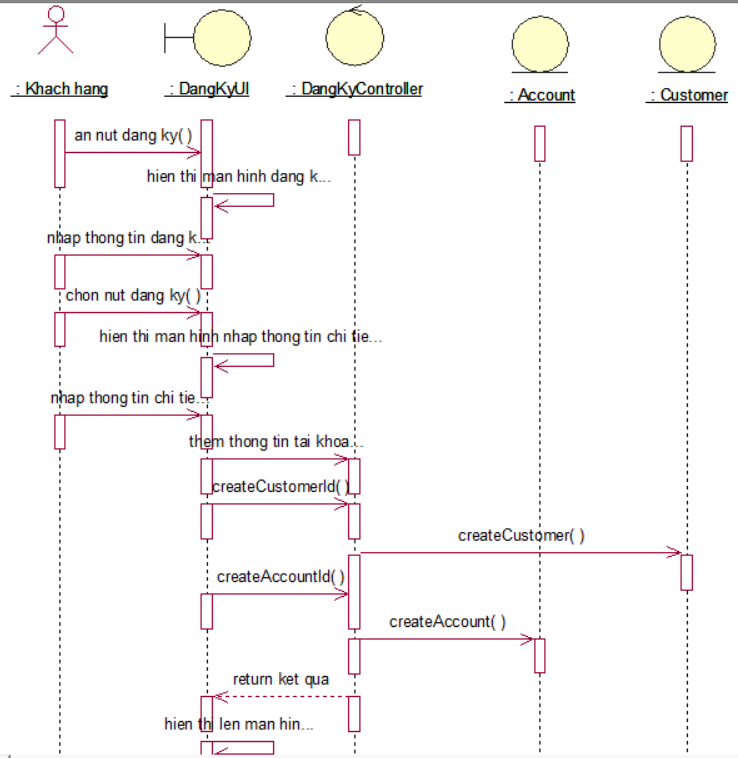 : Khach hang
: DangKyUI
: DangKyController
: Account
: Customer
an nut dang ky( )
hien thi man hinh dang k...
nhap thong tin dang k...
chon nut dang ky( )
hien thi man hinh nhap thong tin chi tie...
nhap thong tin chi tie...
them thong tin tai khoa...
createCustomerId( )
createCustomer( )
createAccountId( )
createAccount( )
return ket qua
hien thi len man hin...